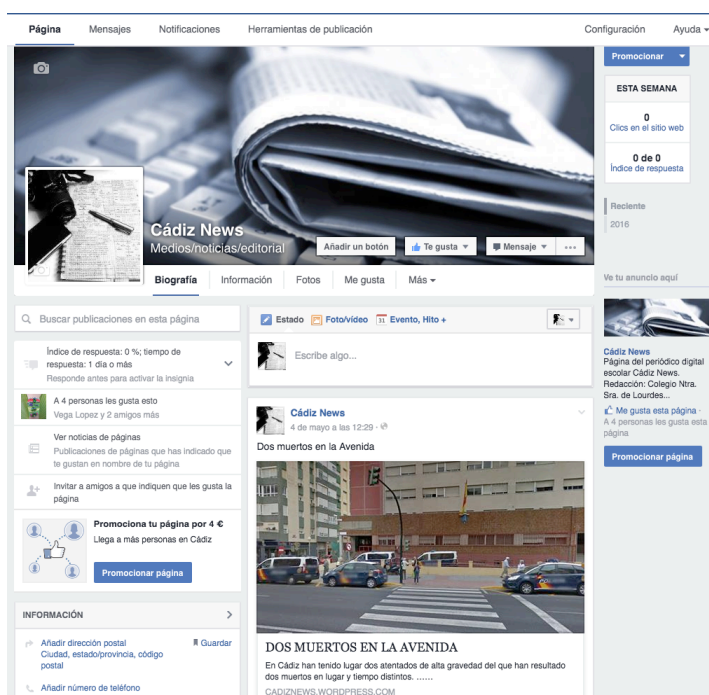 Página Mensajes Notificaciones Herramientas de publicación Configuración Ayuda
Promocionar
ESTA SEMANA
0
Clics en el sitio web
0 de 0
Índice de respuesta
Reciente
2016
Cádiz News
Medios/noticias/editorial
Añadir un botón Te gusta Mensaje
Biografía Información Fotos Me gusta Más
Ve tu anuncio aquí
Cádiz News
Página del periódico digital
escolar Cádiz News.
Redacción: Colegio Ntra.
Sra. de Lourdes...
Me gusta esta página ·
A 4 personas les gusta esta
página
Promocionar página
Buscar publicaciones en esta página
Índice de respuesta: 0 %; tiempo de
respuesta: 1 día o más
Responde antes para activar la insignia
A 4 personas les gusta esto
Vega Lopez y 2 amigos más
Ver noticias de páginas
Publicaciones de páginas que has indicado que
te gustan en nombre de tu página
Invitar a amigos a que indiquen que les gusta la
página
Promociona tu página por 4 €
Llega a más personas en Cádiz
Promocionar página
INFORMACIÓN
Añadir dirección postal Guardar
Ciudad, estado/provincia, código
postal
Añadir número de teléfono
Estado Foto/vídeo 31 Evento, Hito +
Escribe algo...
Cádiz News
4 de mayo a las 12:29 ·
Dos muertos en la Avenida
DOS MUERTOS EN LA AVENIDA
En Cádiz han tenido lugar dos atentados de alta gravedad del que han resultado
dos muertos en lugar y tiempo distintos. ......
CADIZNEWS.WORDPRESS.COM